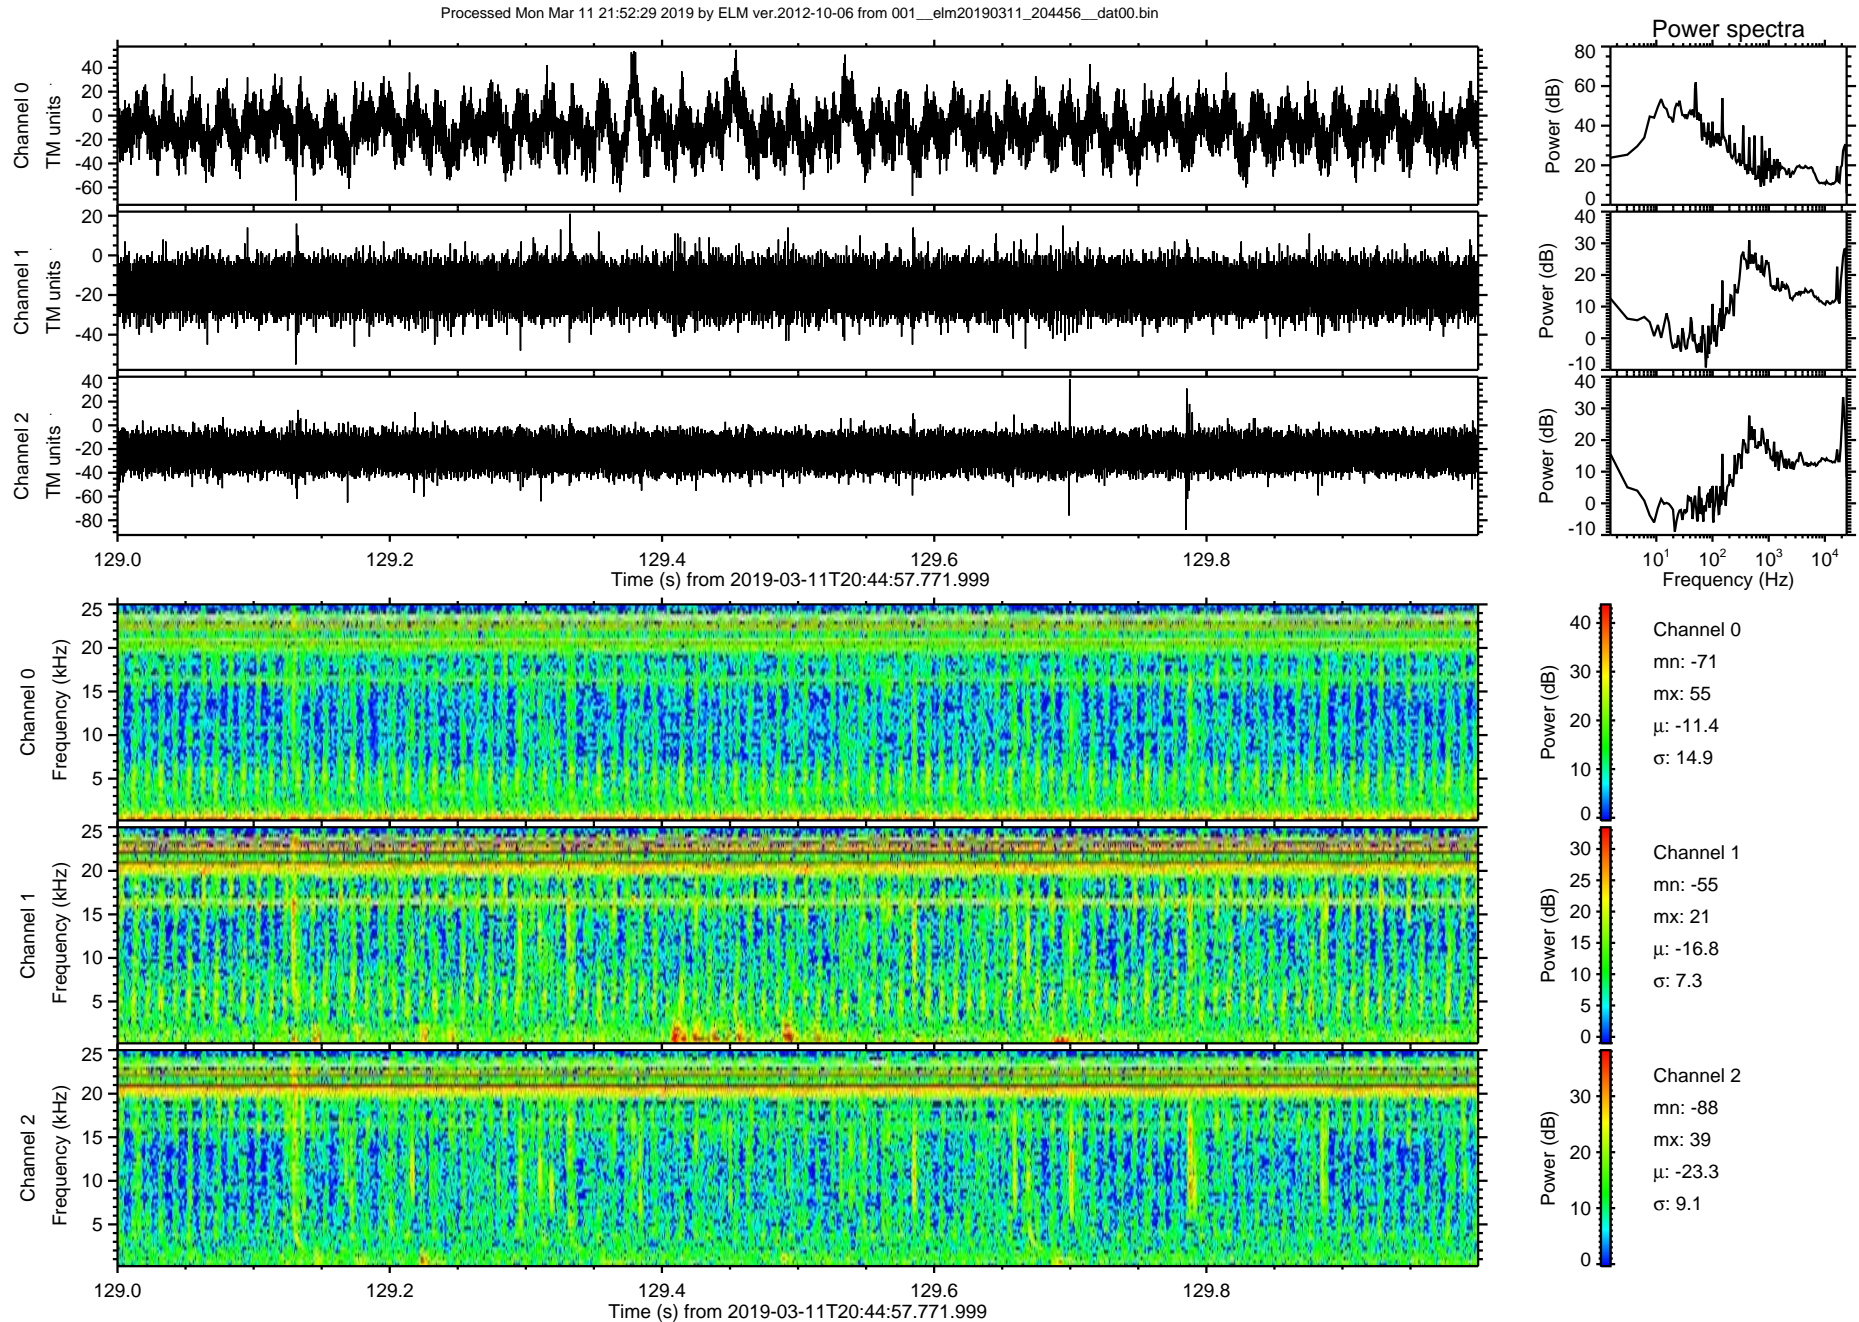 Processed Mon Mar 11 21:52:29 2019 by ELM ver.2012-10-06 from 001__elm20190311_204456__dat00.bin
Power spectra
Channel 0
TM units
40
20
0
-20
-40
-60
Power (dB)
80
60
40
20
0
Channel 1
TM units
20
0
-20
-40
Power (dB)
40
30
20
10
0
-10
Channel 2
TM units
40
20
0
-20
-40
-60
-80
Power (dB)
40
30
20
10
0
-10
129.0 129.2 129.4 129.6 129.8
Time (s) from 2019-03-11T20:44:57.771.999
10¹ 10² 10³ 10⁴
Frequency (Hz)
Channel 0
Frequency (kHz)
25
20
15
10
5
Power (dB)
40
30
20
10
0
Channel 0
mn: -71
mx: 55
μ: -11.4
σ: 14.9
Channel 1
Frequency (kHz)
25
20
15
10
5
Power (dB)
30
25
20
15
10
5
0
Channel 1
mn: -55
mx: 21
μ: -16.8
σ: 7.3
Channel 2
Frequency (kHz)
25
20
15
10
5
Power (dB)
30
20
10
0
Channel 2
mn: -88
mx: 39
μ: -23.3
σ: 9.1
129.0 129.2 129.4 129.6 129.8
Time (s) from 2019-03-11T20:44:57.771.999